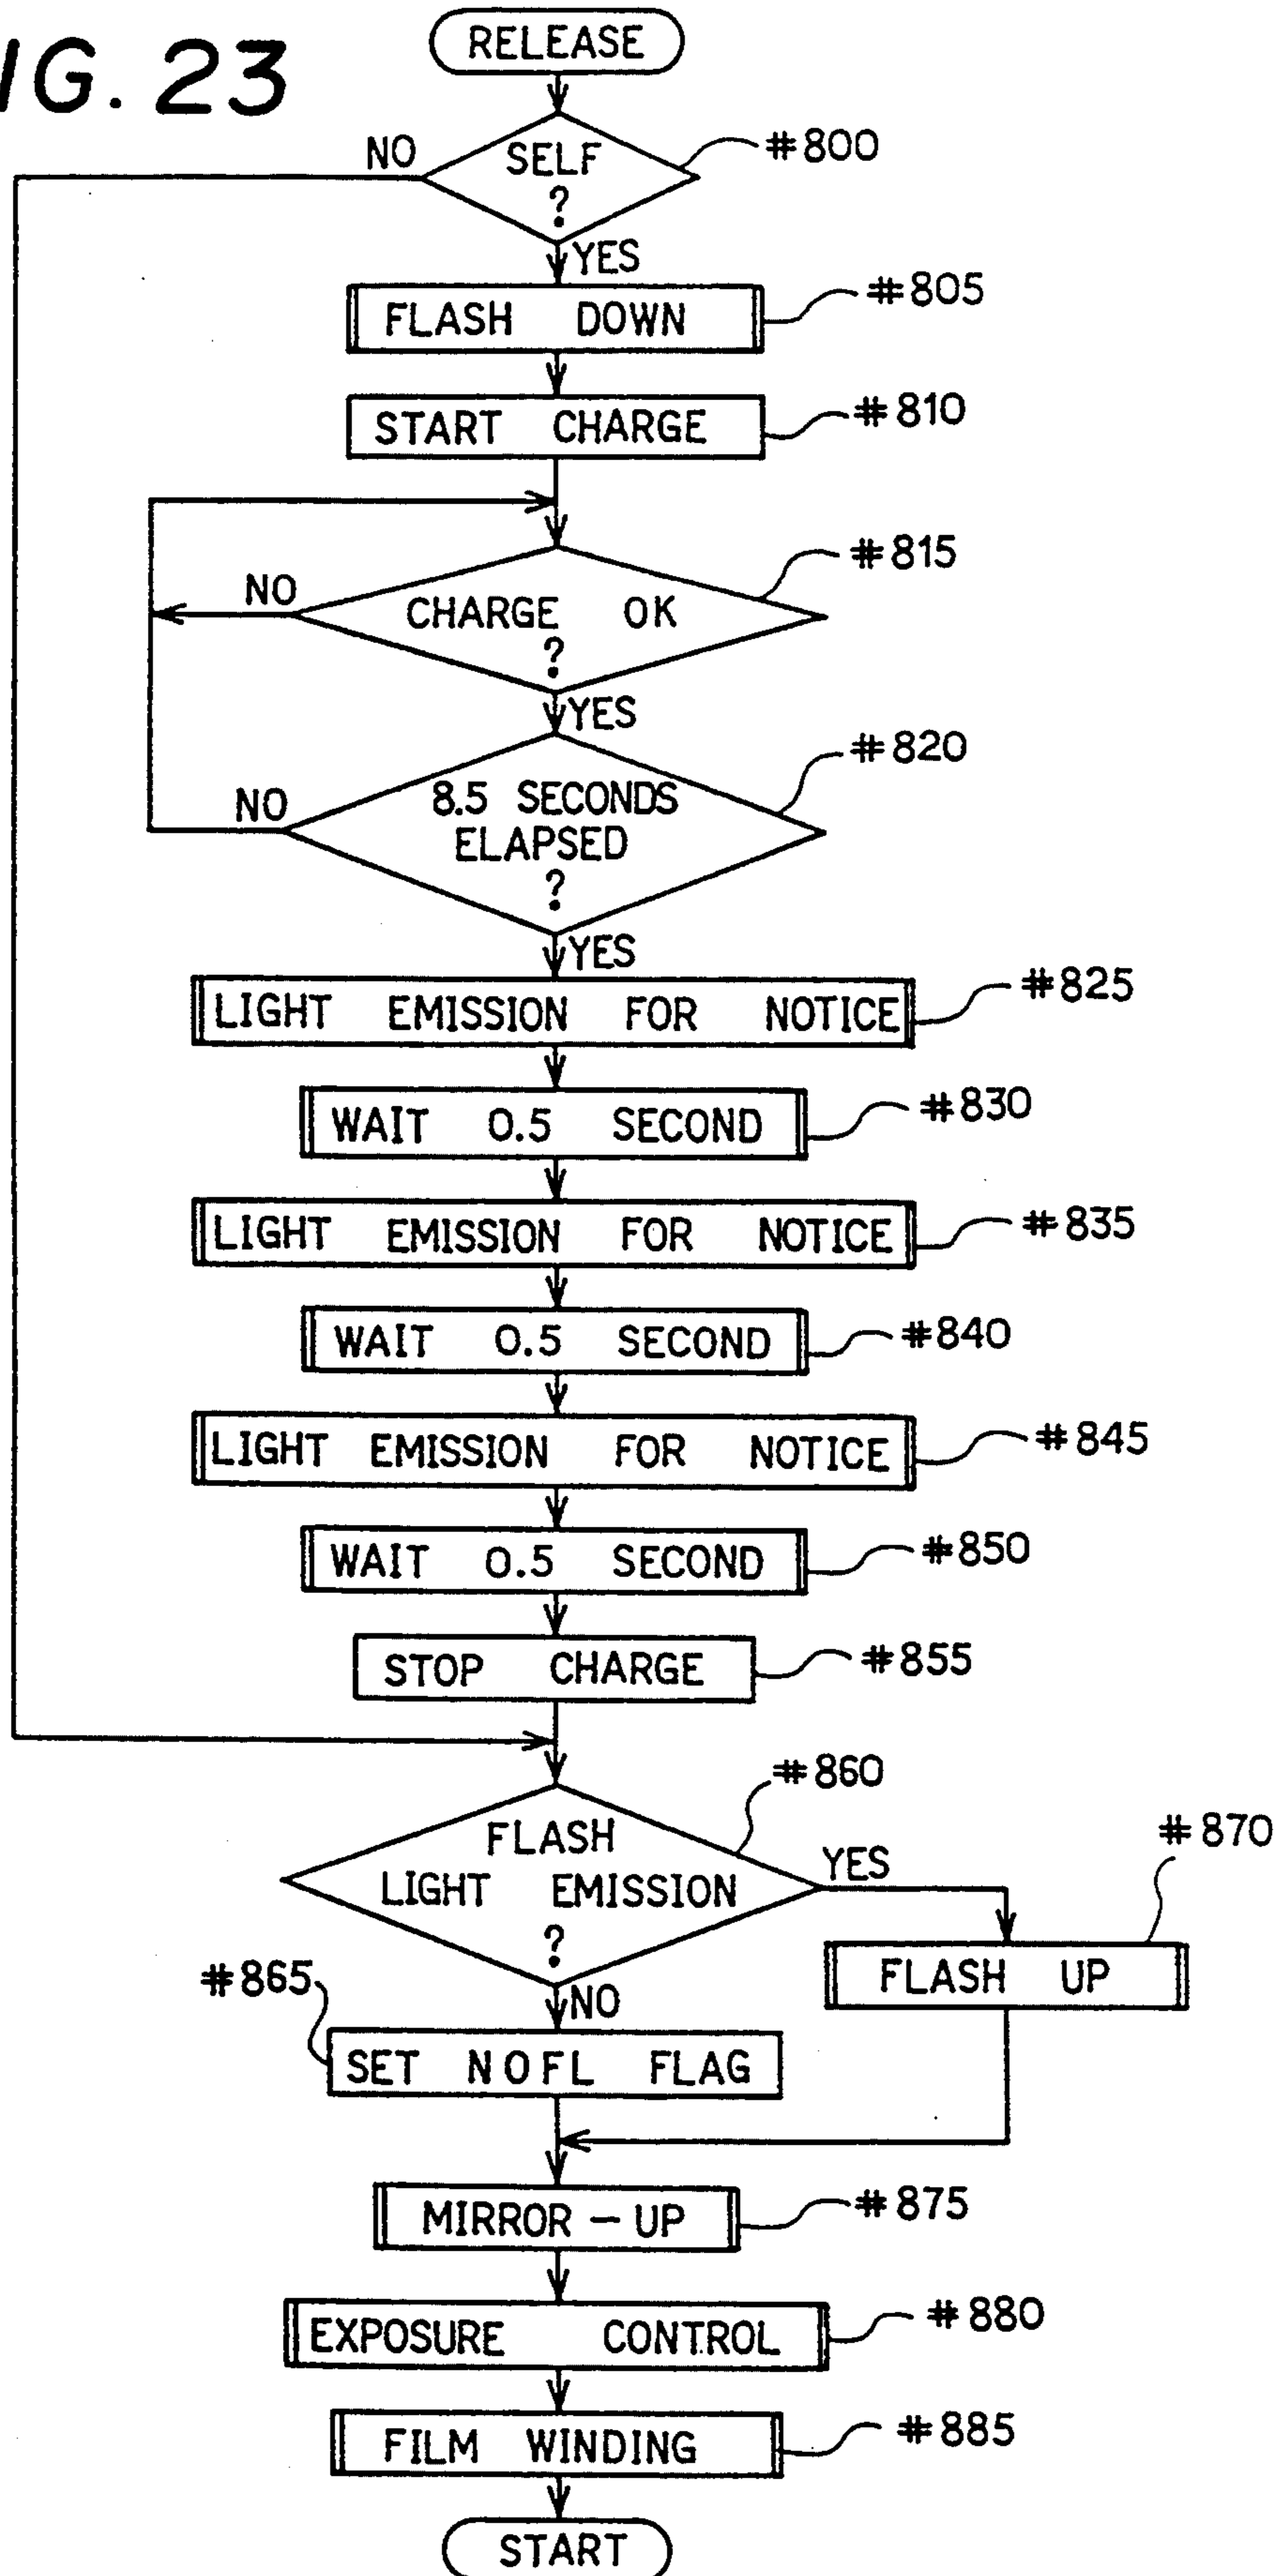 IG. 23
RELEASE
NO
SELF
?
#800
YES
FLASH DOWN
#805
START CHARGE
#810
NO
CHARGE OK
?
#815
YES
NO
8.5 SECONDS
ELAPSED
?
#820
YES
LIGHT EMISSION FOR NOTICE
#825
WAIT 0.5 SECOND
#830
LIGHT EMISSION FOR NOTICE
#835
WAIT 0.5 SECOND
#840
LIGHT EMISSION FOR NOTICE
#845
WAIT 0.5 SECOND
#850
STOP CHARGE
#855
FLASH
LIGHT EMISSION
?
#860
YES
#870
FLASH UP
#865
NO
SET NOFL FLAG
MIRROR-UP
#875
EXPOSURE CONTROL
#880
FILM WINDING
#885
START